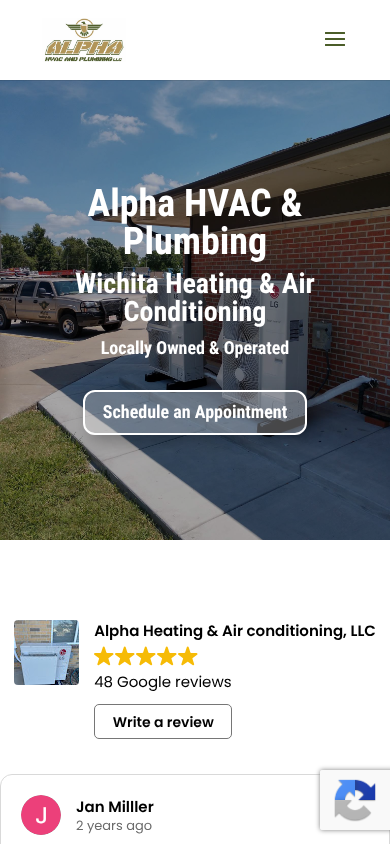 ALPHA
HVAC AND PLUMBING LLC
Alpha HVAC &
Plumbing
Wichita Heating & Air
Conditioning
LG
Locally Owned & Operated
Schedule an Appointment
Alpha Heating & Air conditioning, LLC
48 Google reviews
Write a review
J
Jan Milller
2 years ago